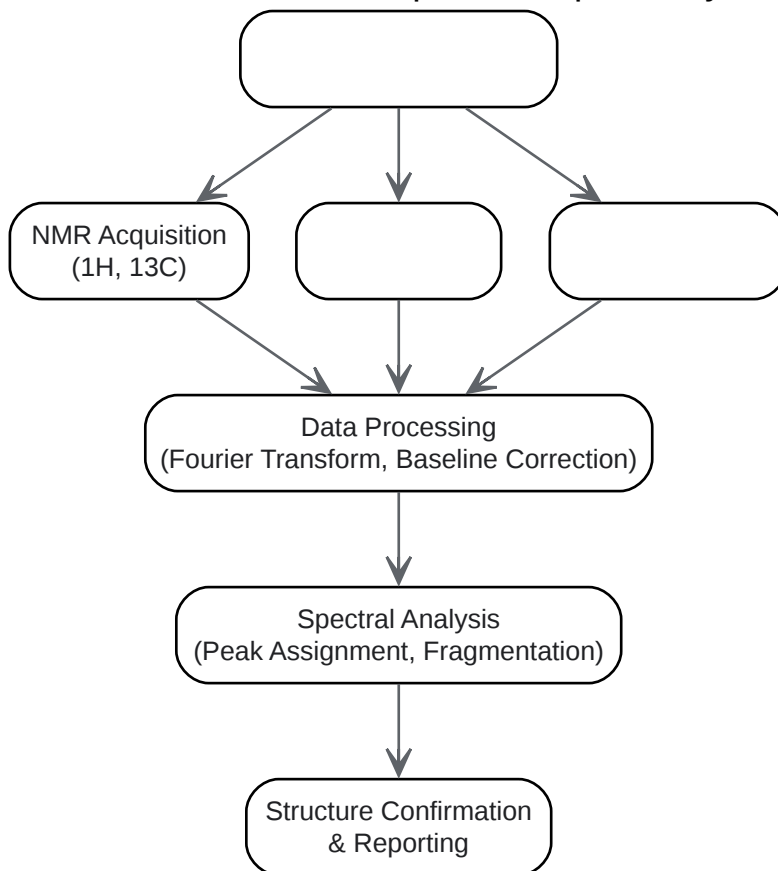 NMR Acquisition
(1H, 13C)
Data Processing
(Fourier Transform, Baseline Correction)
Spectral Analysis
(Peak Assignment, Fragmentation)
Structure Confirmation
& Reporting